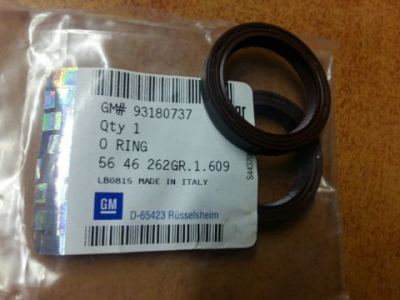 GM# 93180737
Qty 1
O RING
56 46 262GR.1.609
LB0815 MADE IN ITALY
GM
D-65423 Rüsselsheim